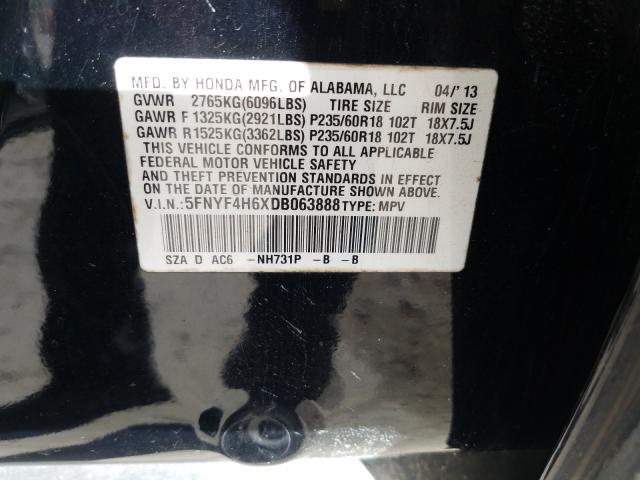 MFD. BY HONDA MFG. OF ALABAMA, LLC 04/'13
GVWR 2765KG(6096LBS) TIRE SIZE RIM SIZE
GAWR F 1325KG(2921LBS) P235/60R18 102T 18X7.5J
GAWR R1525KG(3362LBS) P235/60R18 102T 18X7.5J
THIS VEHICLE CONFORMS TO ALL APPLICABLE
FEDERAL MOTOR VEHICLE SAFETY
AND THEFT PREVENTION STANDARDS IN EFFECT
ON THE DATE OF MANUFACTURE SHOWN ABOVE.
V.I.N.:5FNYF4H6XDB063888 TYPE: MPV
SZA D AC6 -NH731P -B -B